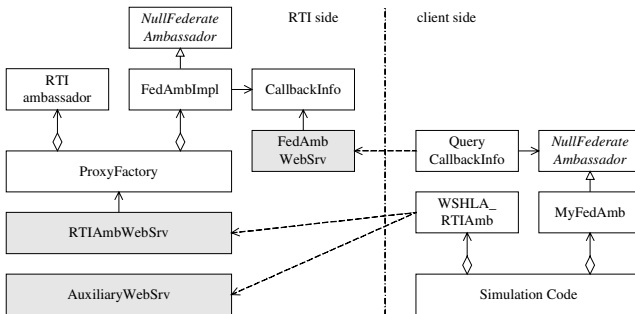 NullFederate
Ambassador
RTI side
client side
RTI
ambassador
FedAmbImpl
CallbackInfo
FedAmb
WebSrv
Query
CallbackInfo
NullFederate
Ambassador
ProxyFactory
WSHLA_
RTIAmb
MyFedAmb
RTIAmbWebSrv
AuxiliaryWebSrv
Simulation Code